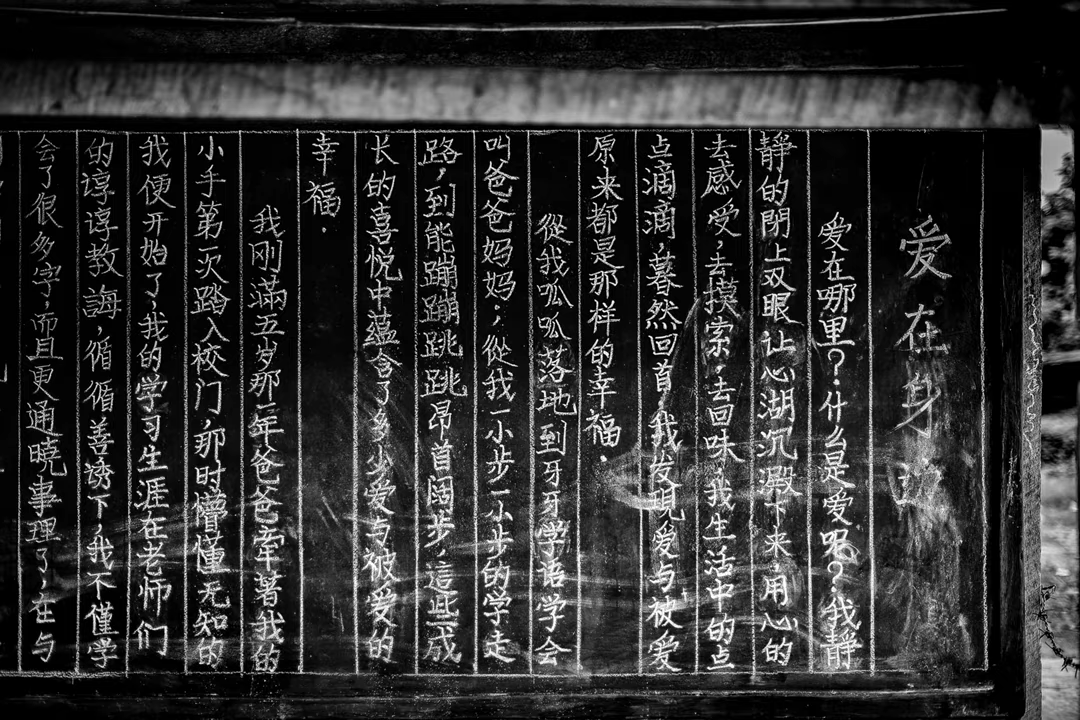 爱在身
爱在哪里?什么是爱呢?我静
静的閉上双眼让心湖沉殿下来,用心的
去感受,去摸索,去回味,我生活中的点
点滴滴,暮然回首,我发現爱与被爱
原来都是那样的幸福.
從我呱呱落地到牙牙学语学会
叫爸爸妈妈;從我一小步一小步的学走
路,到能蹦蹦跳跳昂首阔步,這些成
长的喜悦中蕴含了多少爱与被爱的
幸福.
我刚滿五岁那年爸爸牵著我的
小手第一次踏入校门,那时懵懂无知的
我便开始了,我的学习生涯在老师们
的谆谆教誨,循循善诱下,我不僅学
会了很多字,而且更通曉事理了,在与